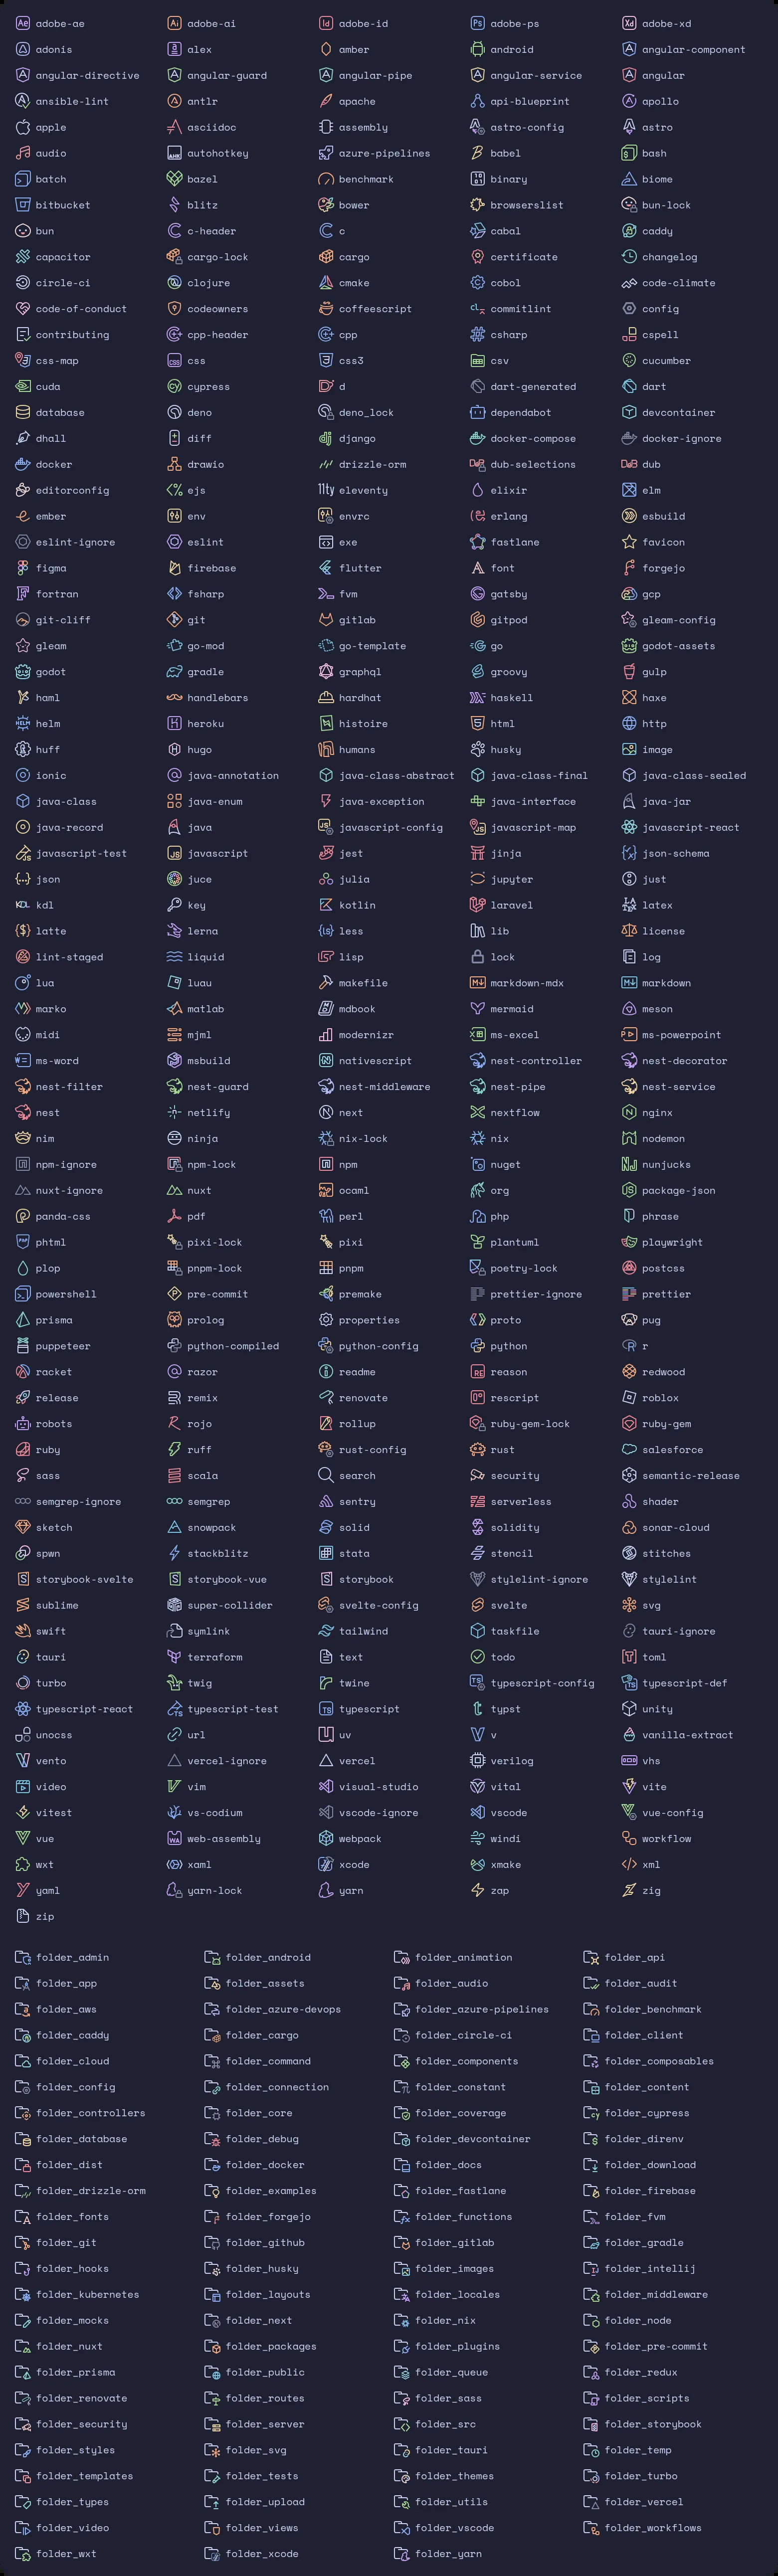 adobe-ae adobe-ai adobe-id adobe-ps adobe-xd
adonis alex amber android angular-component
angular-directive angular-guard angular-pipe angular-service angular
ansible-lint antlr apache api-blueprint apollo
apple asciidoc assembly astro-config astro
audio autohotkey azure-pipelines babel bash
batch bazel benchmark binary biome
bitbucket blitz bower browserslist bun-lock
bun c-header c cabal caddy
capacitor cargo-lock cargo certificate changelog
circle-ci clojure cmake cobol code-climate
code-of-conduct codeowners coffeescript commitlint config
contributing cpp-header cpp csharp cspell
css-map css css3 csv cucumber
cuda cypress d dart-generated dart
database deno deno_lock dependabot devcontainer
dhall diff django docker-compose docker-ignore
docker drawio drizzle-orm dub-selections dub
editorconfig ejs eleventy elixir elm
ember env envrc erlang esbuild
eslint-ignore eslint exe fastlane favicon
figma firebase flutter font forgejo
fortran fsharp fvm gatsby gcp
git-cliff git gitlab gitpod gleam-config
gleam go-mod go-template go godot-assets
godot gradle graphql groovy gulp
haml handlebars hardhat haskell haxe
helm heroku histoire html http
huff hugo humans husky image
ionic java-annotation java-class-abstract java-class-final java-class-sealed
java-class java-enum java-exception java-interface java-jar
java-record java javascript-config javascript-map javascript-react
javascript-test javascript jest jinja json-schema
json juce julia jupyter just
kdl key kotlin laravel latex
latte lerna less lib license
lint-staged liquid lisp lock log
lua luau makefile markdown-mdx markdown
marko matlab mdbook mermaid meson
midi mjml modernizr ms-excel ms-powerpoint
ms-word msbuild nativescript nest-controller nest-decorator
nest-filter nest-guard nest-middleware nest-pipe nest-service
nest netlify next nextflow nginx
nim ninja nix-lock nix nodemon
npm-ignore npm-lock npm nuget nunjucks
nuxt-ignore nuxt ocaml org package-json
panda-css pdf perl php phrase
phtml pixi-lock pixi plantuml playwright
plop pnpm-lock pnpm poetry-lock postcss
powershell pre-commit premake prettier-ignore prettier
prisma prolog properties proto pug
puppeteer python-compiled python-config python r
racket razor readme reason redwood
release remix renovate rescript roblox
robots rojo rollup ruby-gem-lock ruby-gem
ruby ruff rust-config rust salesforce
sass scala search security semantic-release
semgrep-ignore semgrep sentry serverless shader
sketch snowpack solid solidity sonar-cloud
spwn stackblitz stata stencil stitches
storybook-svelte storybook-vue storybook stylelint-ignore stylelint
sublime super-collider svelte-config svelte svg
swift symlink tailwind taskfile tauri-ignore
tauri terraform text todo toml
turbo twig twine typescript-config typescript-def
typescript-react typescript-test typescript typst unity
unocss url uv v vanilla-extract
vento vercel-ignore vercel verilog vhs
video vim visual-studio vital vite
vitest vs-codium vscode-ignore vscode vue-config
vue web-assembly webpack windi workflow
wxt xaml xcode xmake xml
yaml yarn-lock yarn zap zig
zip
folder_admin folder_android folder_animation folder_api
folder_app folder_assets folder_audio folder_audit
folder_aws folder_azure-devops folder_azure-pipelines folder_benchmark
folder_caddy folder_cargo folder_circle-ci folder_client
folder_cloud folder_command folder_components folder_composables
folder_config folder_connection folder_constant folder_content
folder_controllers folder_core folder_coverage folder_cypress
folder_database folder_debug folder_devcontainer folder_direnv
folder_dist folder_docker folder_docs folder_download
folder_drizzle-orm folder_examples folder_fastlane folder_firebase
folder_fonts folder_forgejo folder_functions folder_fvm
folder_git folder_github folder_gitlab folder_gradle
folder_hooks folder_husky folder_images folder_intellij
folder_kubernetes folder_layouts folder_locales folder_middleware
folder_mocks folder_next folder_nix folder_node
folder_nuxt folder_packages folder_plugins folder_pre-commit
folder_prisma folder_public folder_queue folder_redux
folder_renovate folder_routes folder_sass folder_scripts
folder_security folder_server folder_src folder_storybook
folder_styles folder_svg folder_tauri folder_temp
folder_templates folder_tests folder_themes folder_turbo
folder_types folder_upload folder_utils folder_vercel
folder_video folder_views folder_vscode folder_workflows
folder_wxt folder_xcode folder_yarn